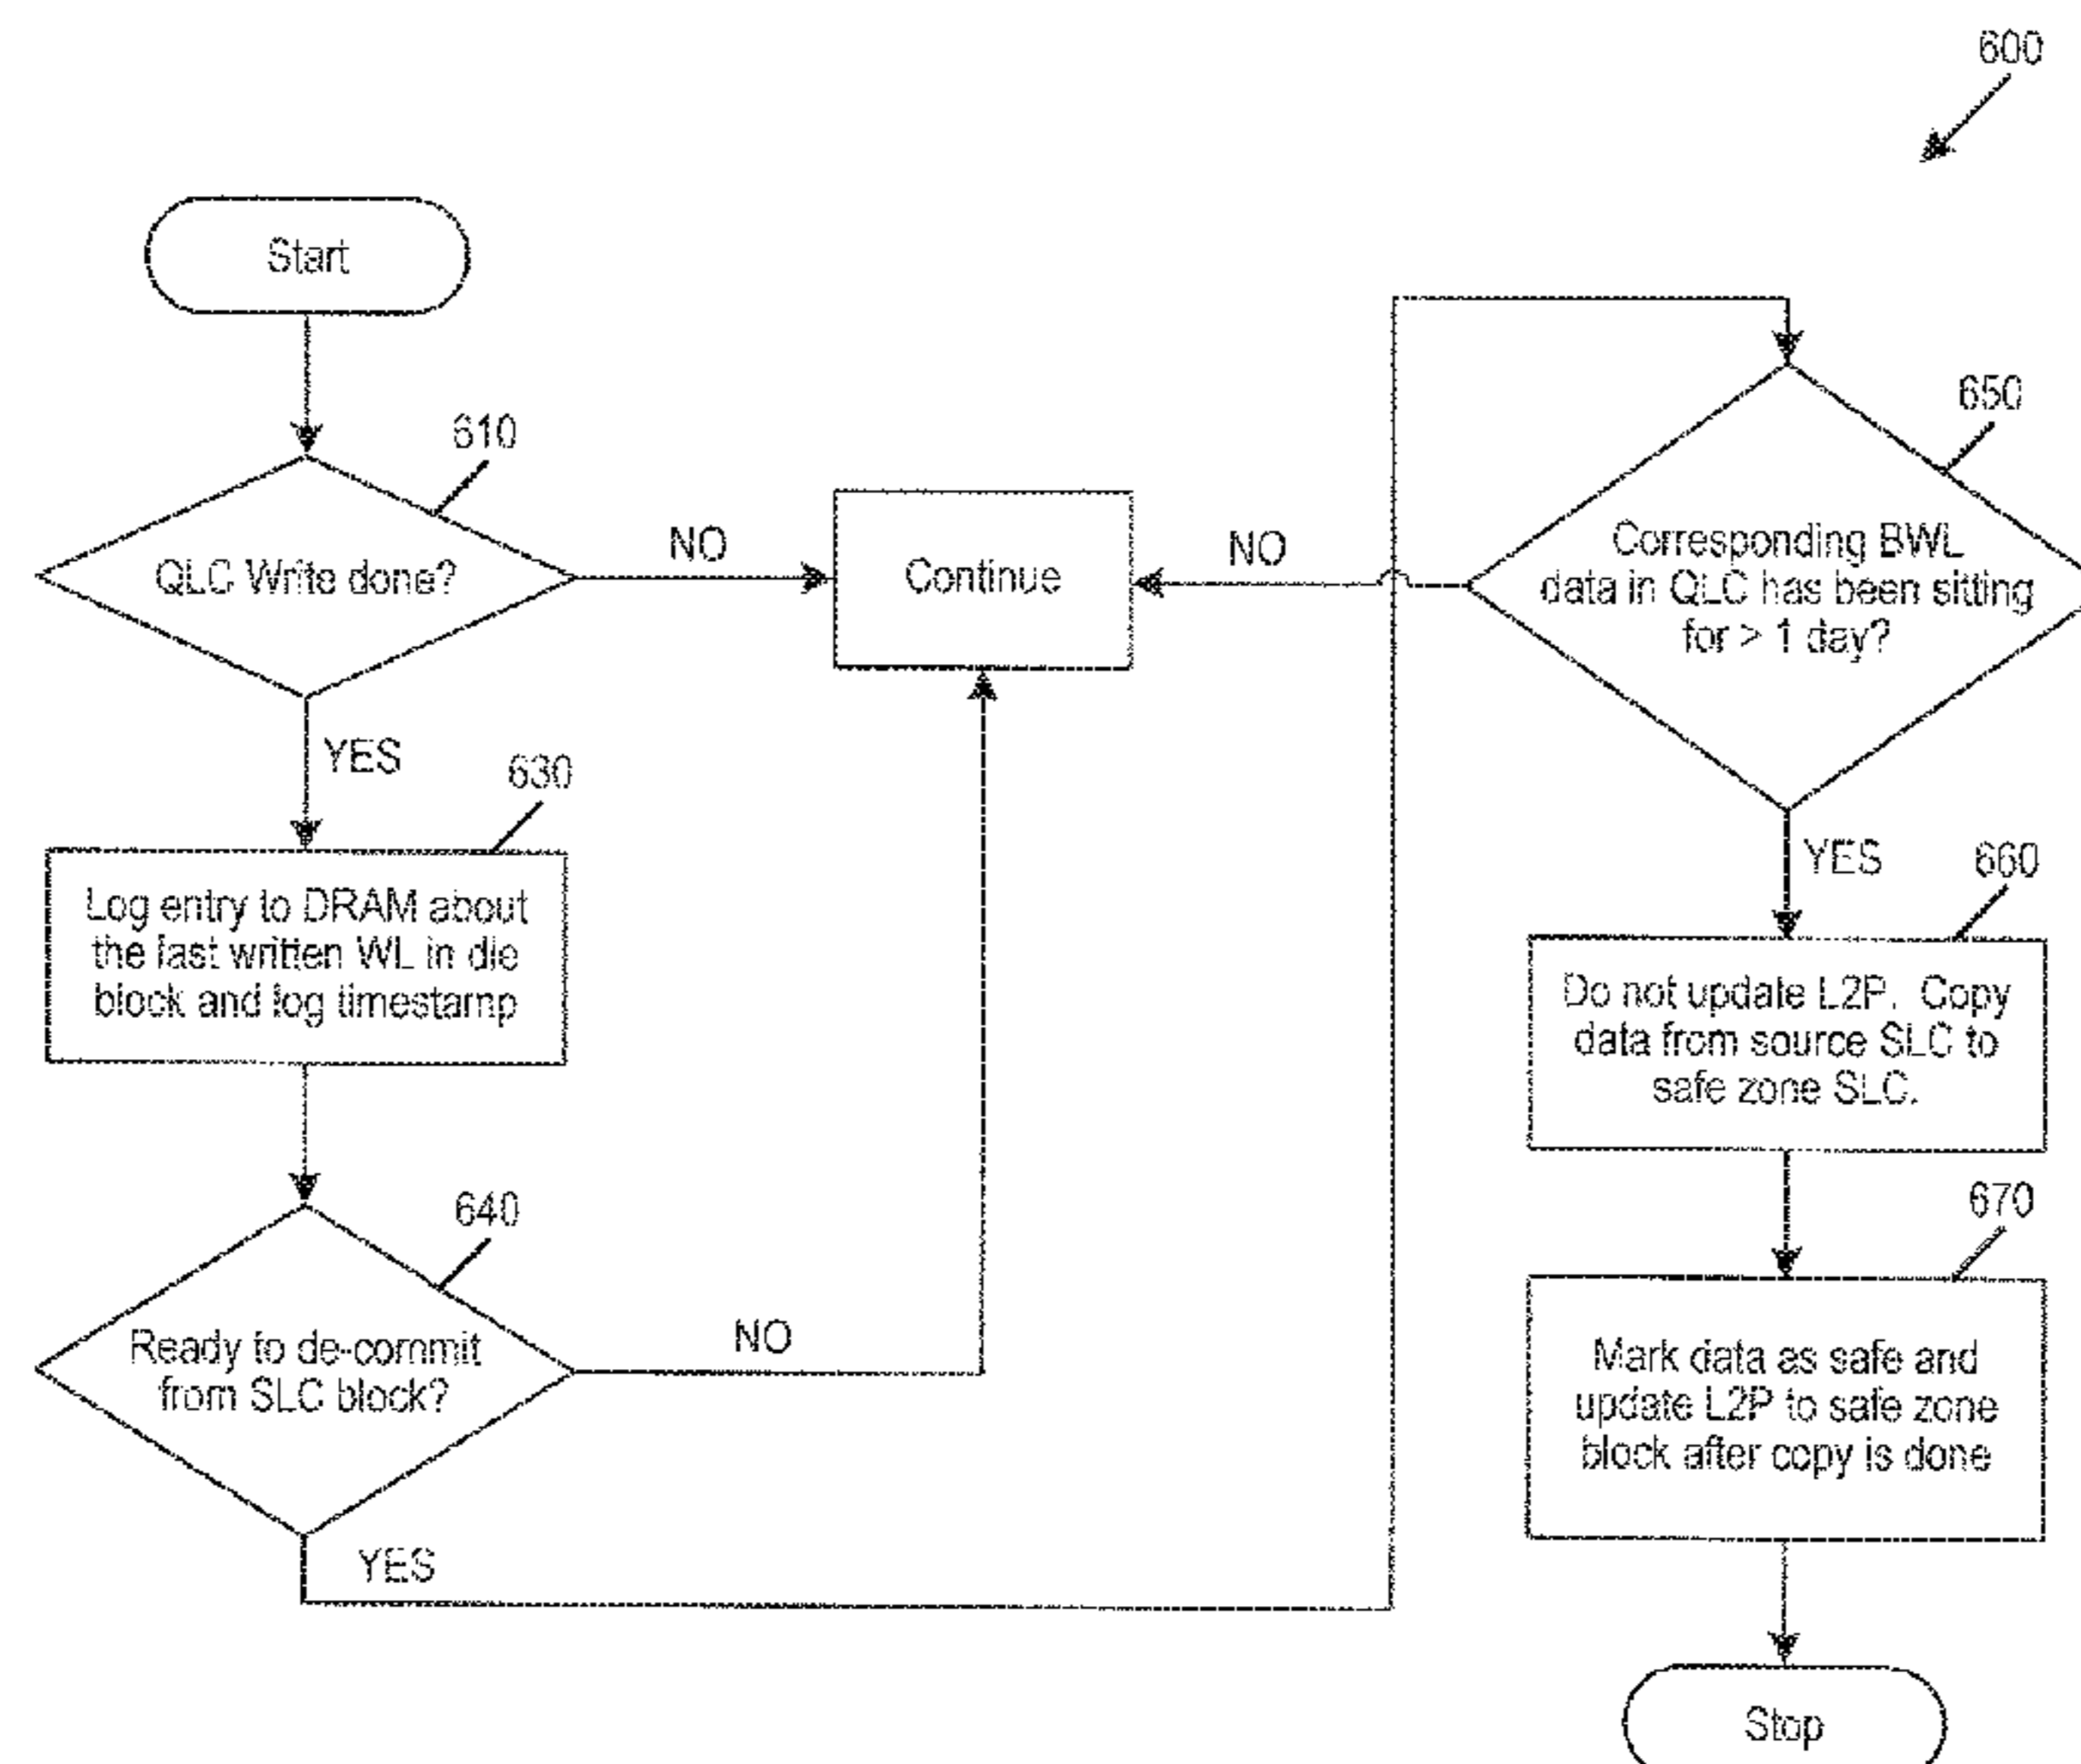 600
Start
610
QLC Write done?
NO
Continue
YES
630
Log entry to DRAM about
the last written WL in die
block and log timestamp
640
Ready to de-commit
from SLC block?
NO
YES
650
Corresponding BWL
data in QLC has been sitting
for > 1 day?
NO
YES
660
Do not update L2P. Copy
data from source SLC to
safe zone SLC.
670
Mark data as safe and
update L2P to safe zone
block after copy is done
Stop